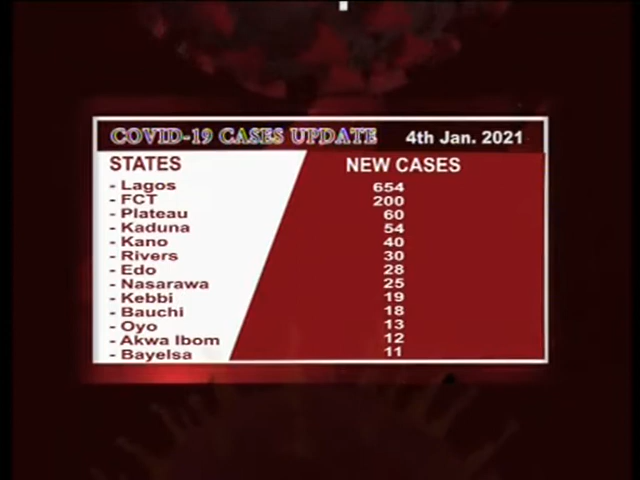 COVID-19 CASES UPDATE 4th Jan. 2021
STATES NEW CASES
- Lagos 654
- FCT 200
- Plateau 60
- Kaduna 54
- Kano 40
- Rivers 30
- Edo 28
- Nasarawa 25
- Kebbi 19
- Bauchi 18
- Oyo 13
- Akwa Ibom 12
- Bayelsa 11